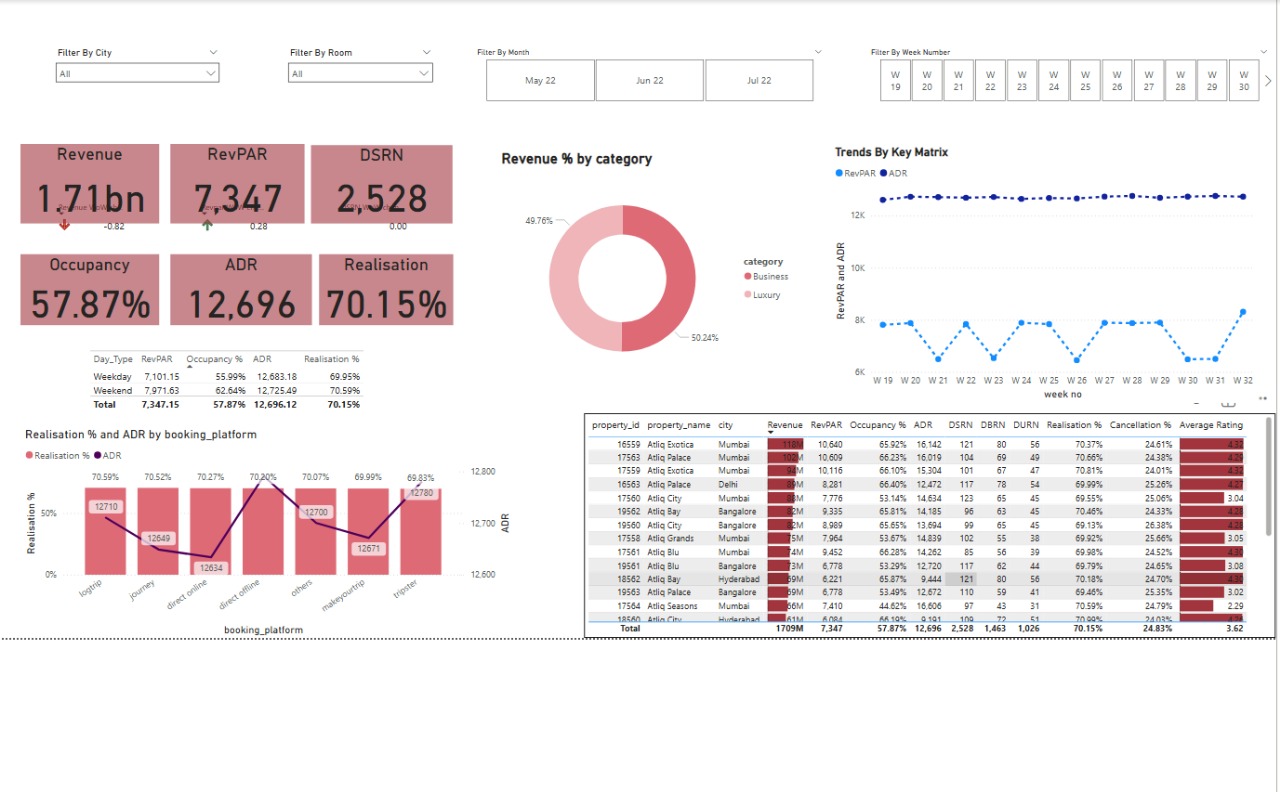 Filter By City
All
Filter By Room
All
Filter By Month
May 22
Jun 22
Jul 22
Filter By Week Number
W 19
W 20
W 21
W 22
W 23
W 24
W 25
W 26
W 27
W 28
W 29
W 30
Revenue
1.71bn
-0.82
RevPAR
7,347
0.28
DSRN
2,528
0.00
Occupancy
57.87%
ADR
12,696
Realisation
70.15%
Day_Type RevPAR Occupancy % ADR Realisation %
Weekday 7,101.15 55.99% 12,683.18 69.95%
Weekend 7,971.63 62.64% 12,725.49 70.59%
Total 7,347.15 57.87% 12,696.12 70.15%
Revenue % by category
49.76%
50.24%
category
Business
Luxury
Trends By Key Matrix
RevPAR ADR
RevPAR and ADR
12K
10K
8K
6K
W 19 W 20 W 21 W 22 W 23 W 24 W 25 W 26 W 27 W 28 W 29 W 30 W 31 W 32
week no
Realisation % and ADR by booking_platform
Realisation % ADR
70.59% 70.52% 70.27% 70.20% 70.07% 69.99% 69.83%
12710 12649 12634 12700 12671 12780
Realisation %
50%
0%
ADR
12,800
12,700
12,600
logtrip journey direct online direct offline others makeyourtrip tripster
booking_platform
property_id property_name city Revenue RevPAR Occupancy % ADR DSRN DBRN DURN Realisation % Cancellation % Average Rating
16559 Atliq Exotica Mumbai 118M 10,640 65.92% 16,142 121 80 56 70.37% 24.61% 4.32
17563 Atliq Palace Mumbai 102M 10,609 66.23% 16,019 104 69 49 70.66% 24.38% 4.29
17559 Atliq Exotica Mumbai 94M 10,116 66.10% 15,304 101 67 47 70.81% 24.01% 4.32
16563 Atliq Palace Delhi 89M 8,281 66.40% 12,472 117 78 54 69.99% 25.26% 4.27
17560 Atliq City Mumbai 88M 7,776 53.14% 14,634 123 65 45 69.55% 25.06% 3.04
19562 Atliq Bay Bangalore 82M 9,335 65.81% 14,185 96 63 45 70.46% 24.33% 4.28
19560 Atliq City Bangalore 82M 8,989 65.65% 13,694 99 65 45 69.13% 26.38% 4.28
17558 Atliq Grands Mumbai 75M 7,964 53.67% 14,839 102 55 38 69.92% 25.66% 3.05
17561 Atliq Blu Mumbai 74M 9,452 66.28% 14,262 85 56 39 69.98% 24.52% 4.30
19561 Atliq Blu Bangalore 73M 6,778 53.29% 12,720 117 62 44 69.79% 24.65% 3.08
18562 Atliq Bay Hyderabad 69M 6,221 65.87% 9,444 121 80 56 70.18% 24.70% 4.30
19563 Atliq Palace Bangalore 69M 6,778 53.49% 12,672 110 59 41 69.46% 25.35% 3.02
17564 Atliq Seasons Mumbai 66M 7,410 44.62% 16,606 97 43 31 70.59% 24.79% 2.29
18560 Atliq City Hyderabad 61M 6,084 66.19% 9,191 109 72 51 70.99% 24.03%
Total 1709M 7,347 57.87% 12,696 2,528 1,463 1,026 70.15% 24.83% 3.62